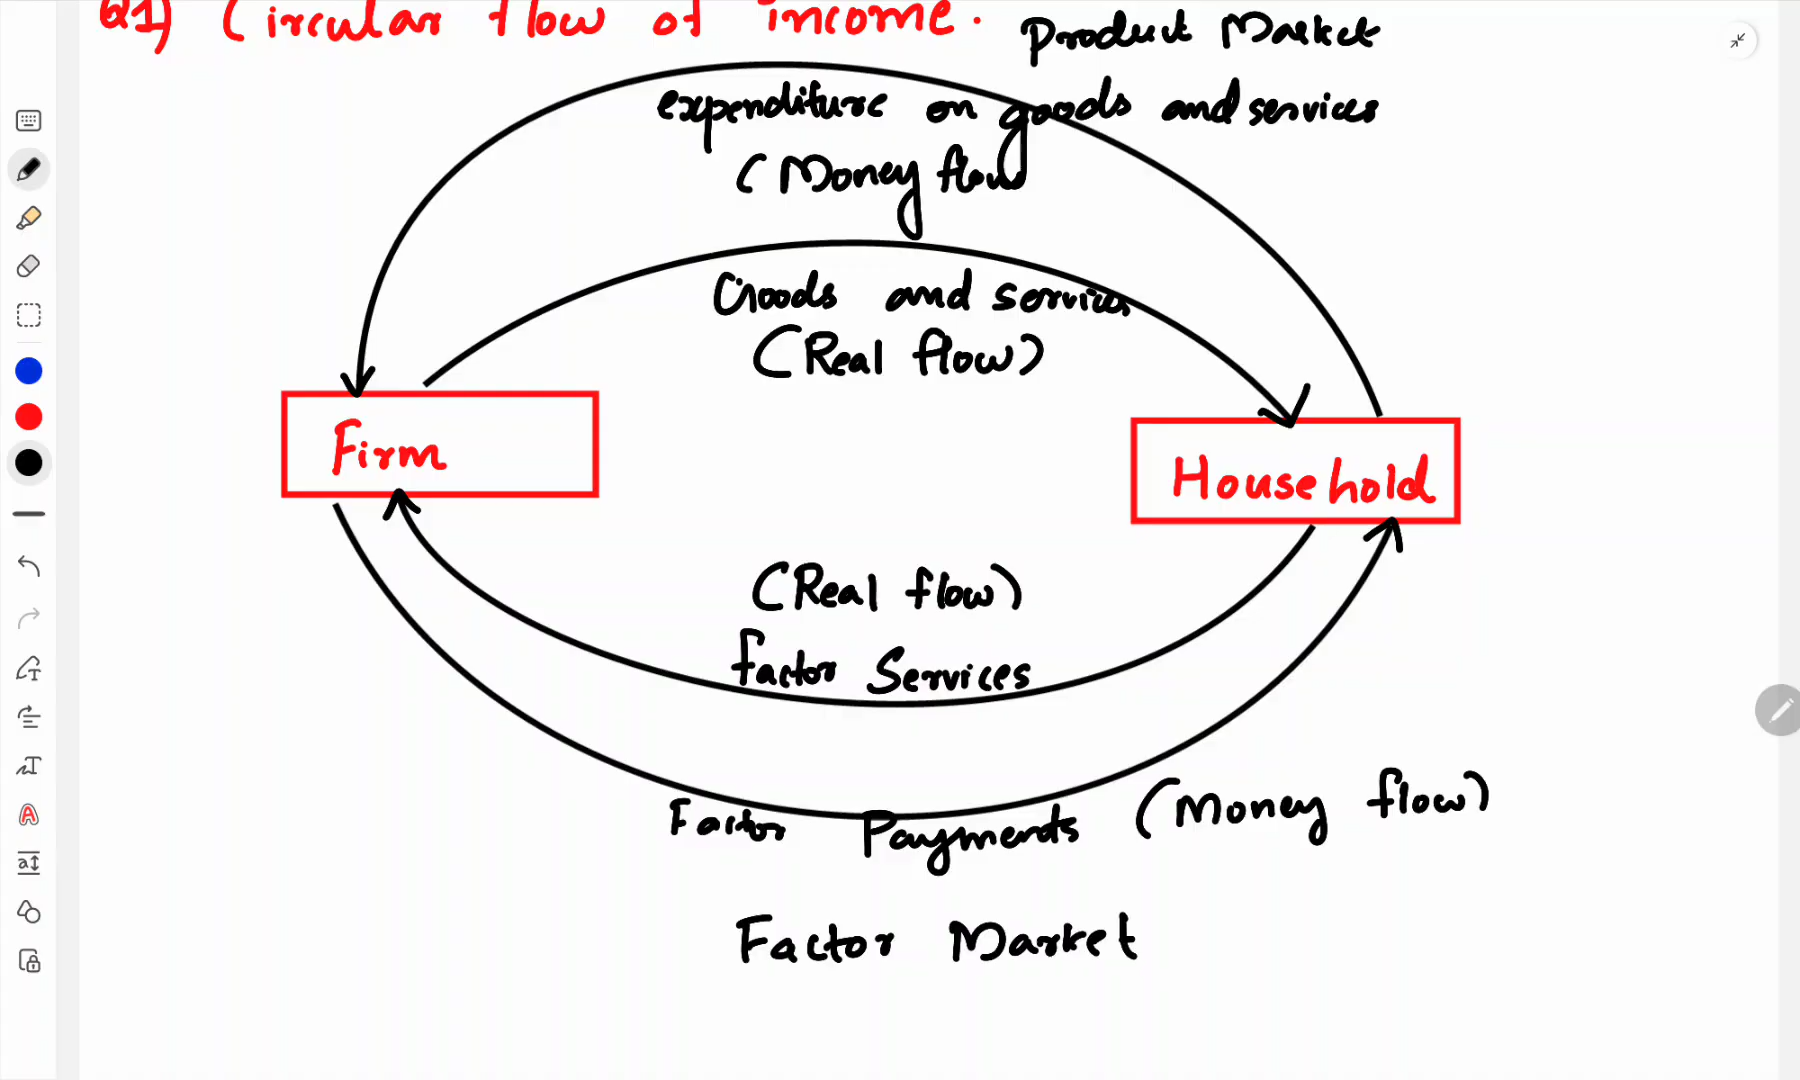 Q1) Circular flow of income.
Product Market
expenditure on goods and services
(Money flow
Goods and services
(Real flow)
Firm
Household
(Real flow)
factor Services
Factor Payments (Money flow)
Factor Market